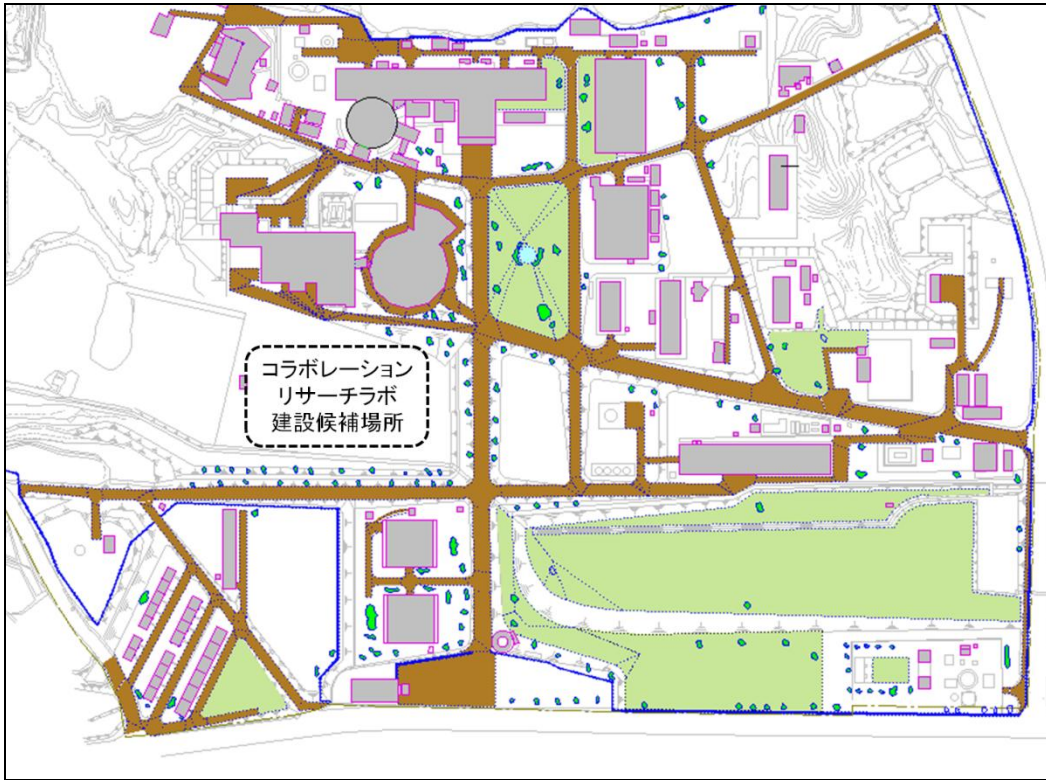 コラボレーション
リサーチラボ
建設候補場所